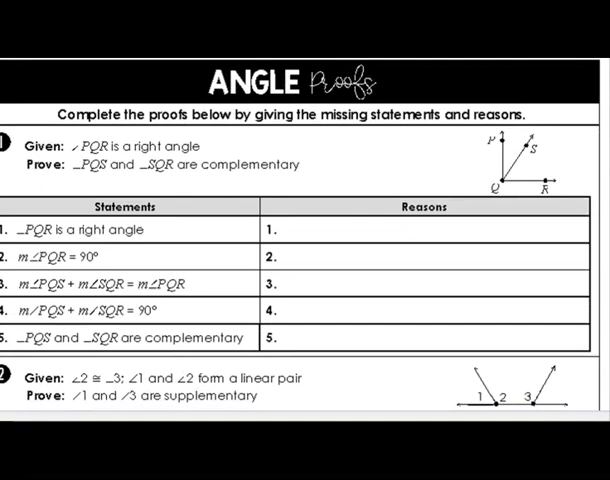 ANGLE Proofs
Complete the proofs below by giving the missing statements and reasons.
1
Given: ∠PQR is a right angle
Prove: ∠PQS and ∠SQR are complementary
P
S
Q
R
Statements
Reasons
1. ∠PQR is a right angle
1.
2. m∠PQR = 90°
2.
3. m∠PQS + m∠SQR = m∠PQR
3.
4. m∠PQS + m∠SQR = 90°
4.
5. ∠PQS and ∠SQR are complementary
5.
2
Given: ∠2 ≅ ∠3; ∠1 and ∠2 form a linear pair
Prove: ∠1 and ∠3 are supplementary
1 2 3